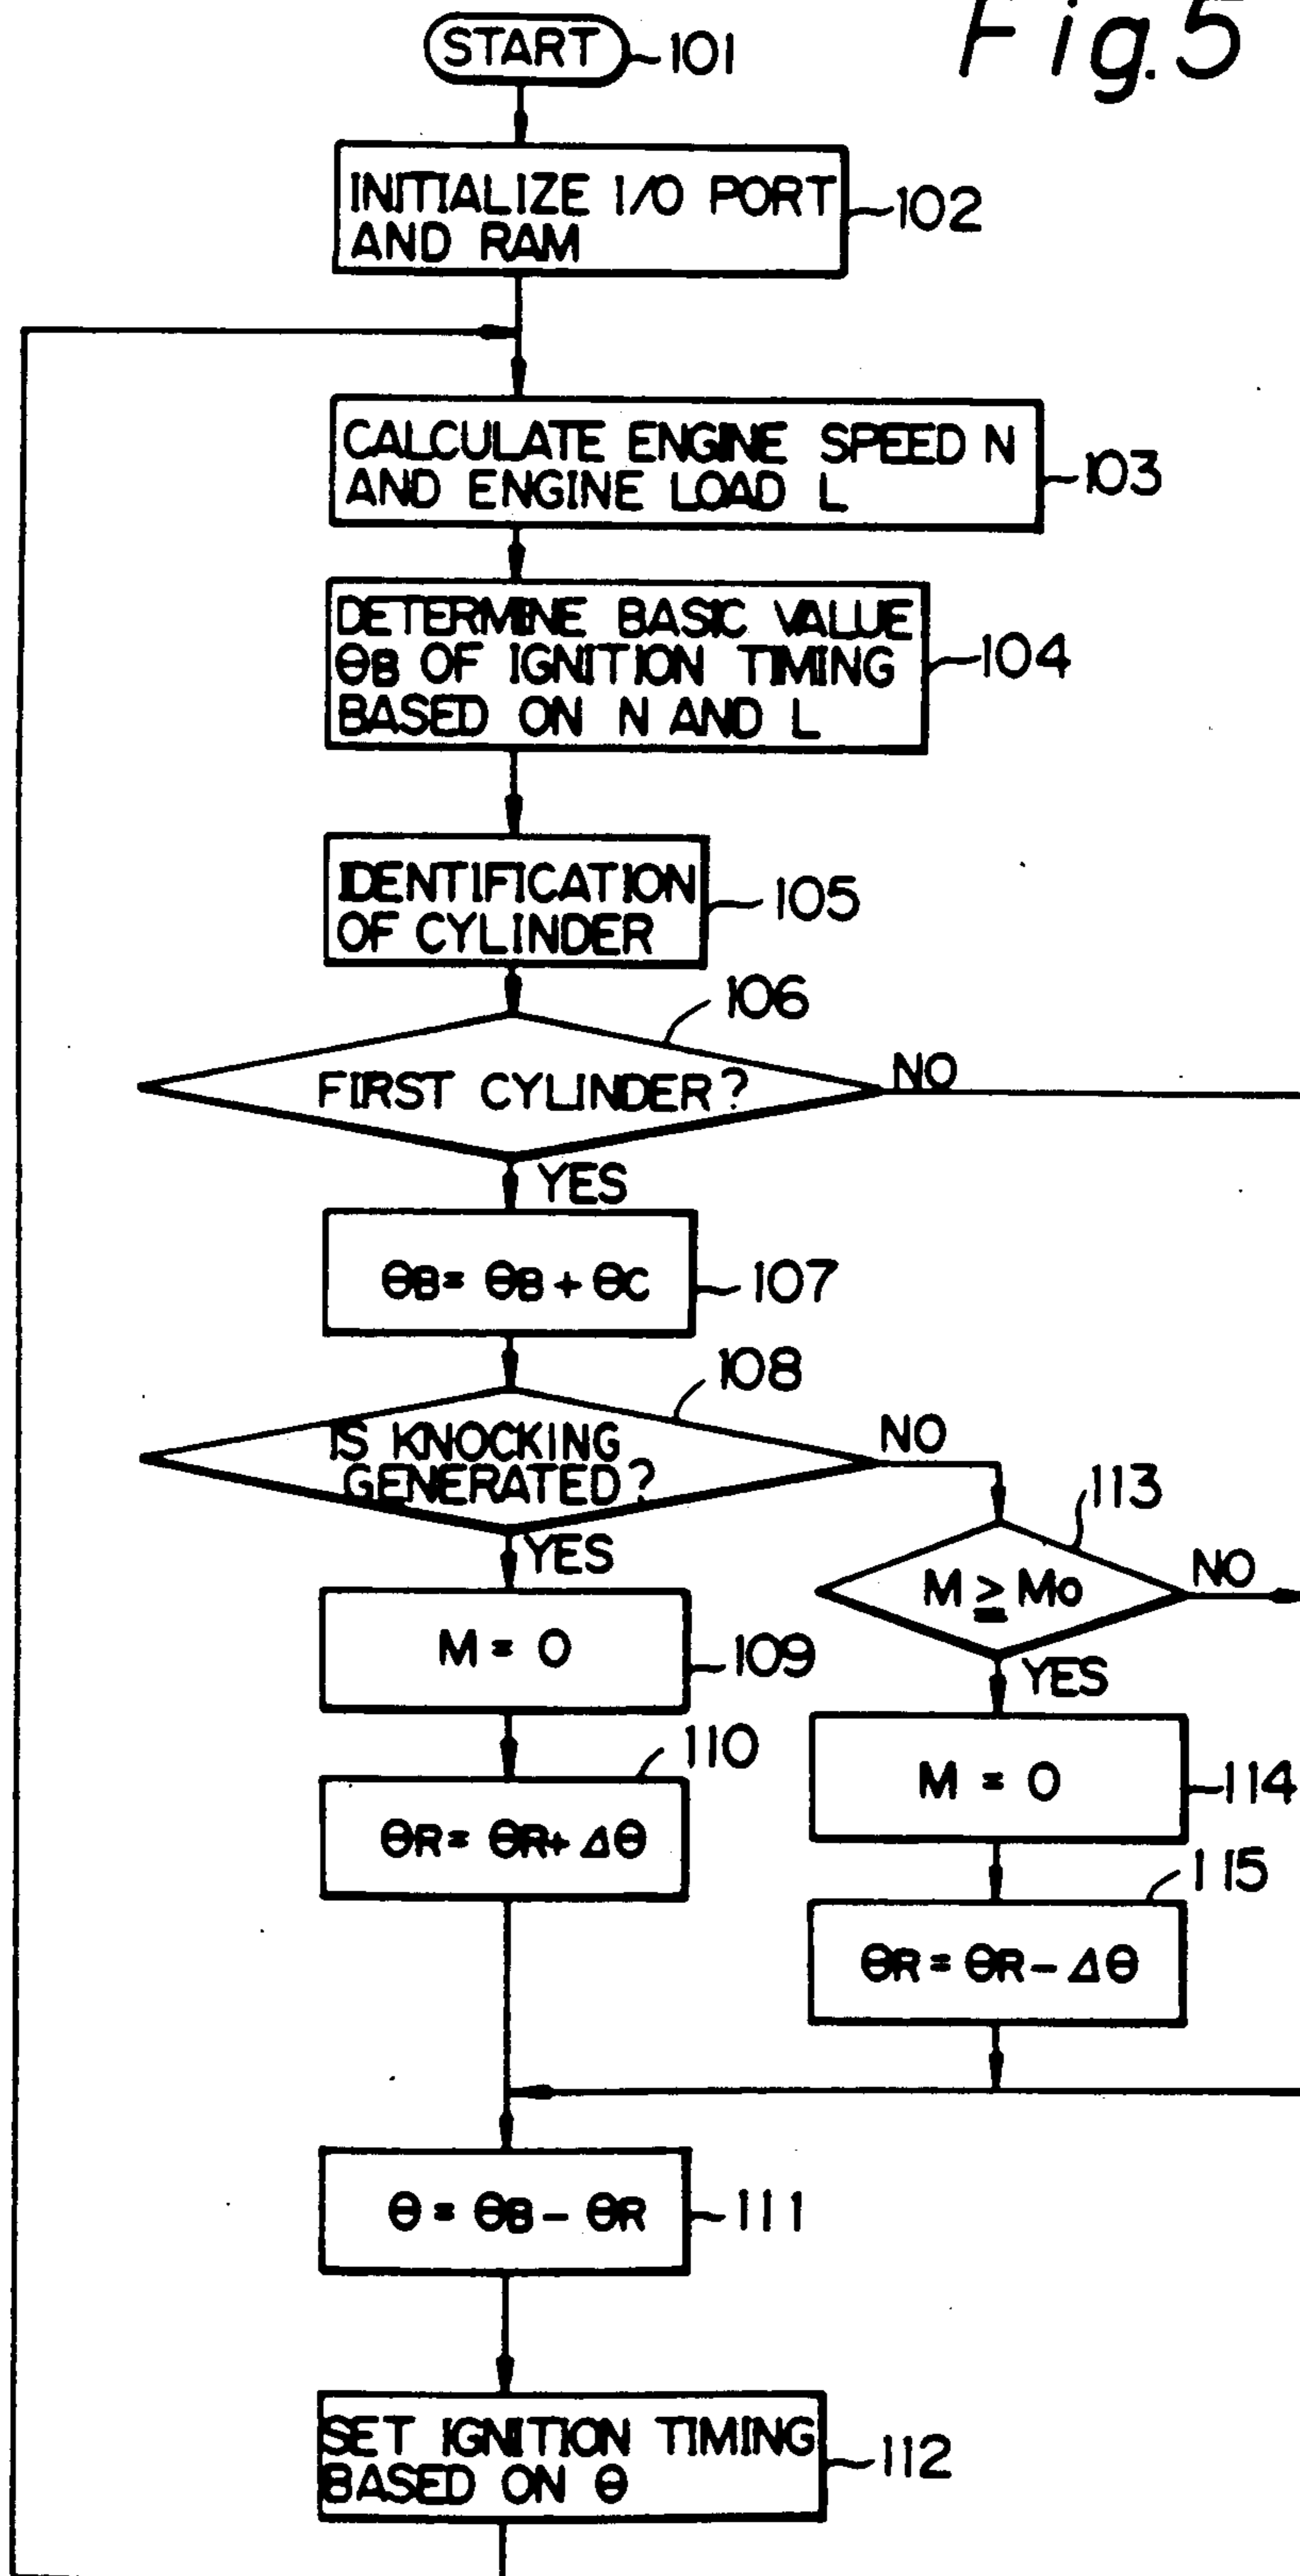 Fig.5
START
101
INITIALIZE I/O PORT
AND RAM
102
CALCULATE ENGINE SPEED N
AND ENGINE LOAD L
103
DETERMINE BASIC VALUE
θB OF IGNITION TIMING
BASED ON N AND L
104
IDENTIFICATION
OF CYLINDER
105
106
FIRST CYLINDER?
NO
YES
θB = θB + θC
107
108
IS KNOCKING
GENERATED?
NO
YES
113
M ≥ Mo
NO
YES
M = 0
109
M = 0
114
110
θR = θR + Δθ
115
θR = θR - Δθ
θ = θB - θR
111
SET IGNITION TIMING
BASED ON θ
112